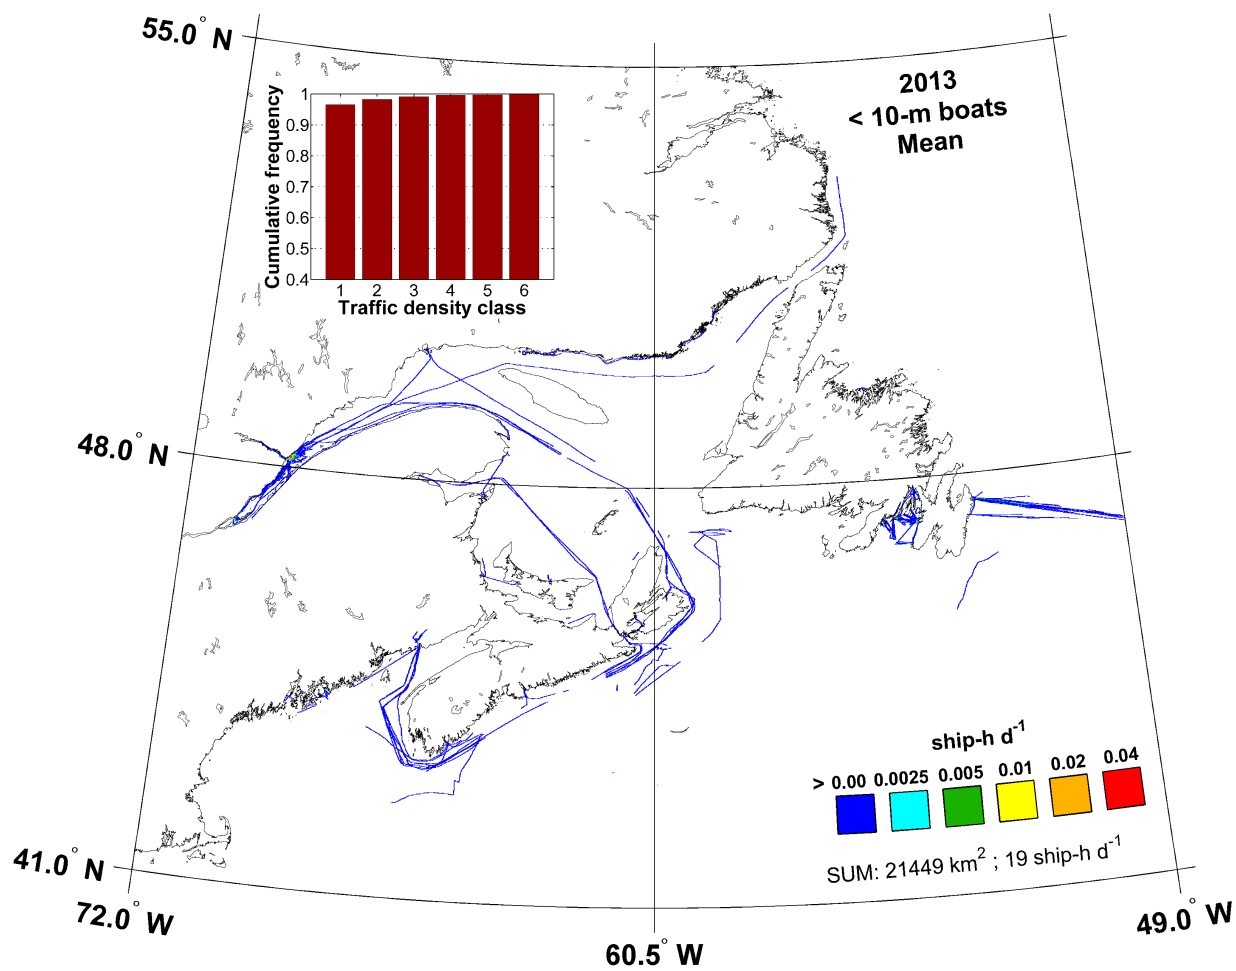 55.0° N
2013
< 10-m boats
Mean
Cumulative frequency
1
0.9
0.8
0.7
0.6
0.5
0.4
1 2 3 4 5 6
Traffic density class
48.0° N
ship-h d⁻¹
> 0.00 0.0025 0.005 0.01 0.02 0.04
SUM: 21449 km² ; 19 ship-h d⁻¹
41.0° N
72.0° W
60.5° W
49.0° W